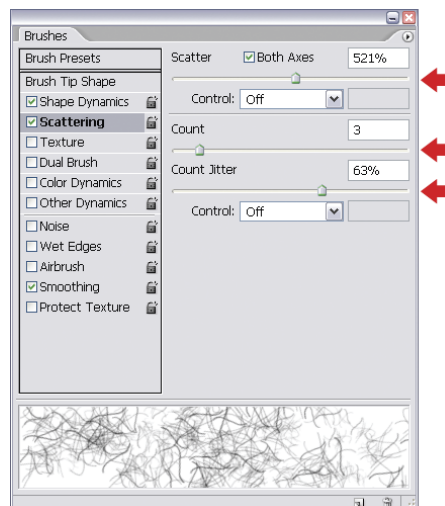 Brushes
Brush Presets
Brush Tip Shape
Shape Dynamics
Scattering
Texture
Dual Brush
Color Dynamics
Other Dynamics
Noise
Wet Edges
Airbrush
Smoothing
Protect Texture
Scatter Both Axes 521%
Control: Off
Count 3
Count Jitter 63%
Control: Off